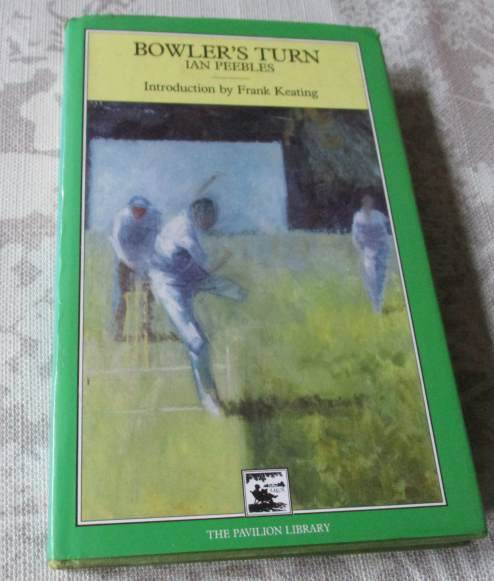 BOWLER'S TURN
IAN PEEBLES
Introduction by Frank Keating
THE PAVILION LIBRARY